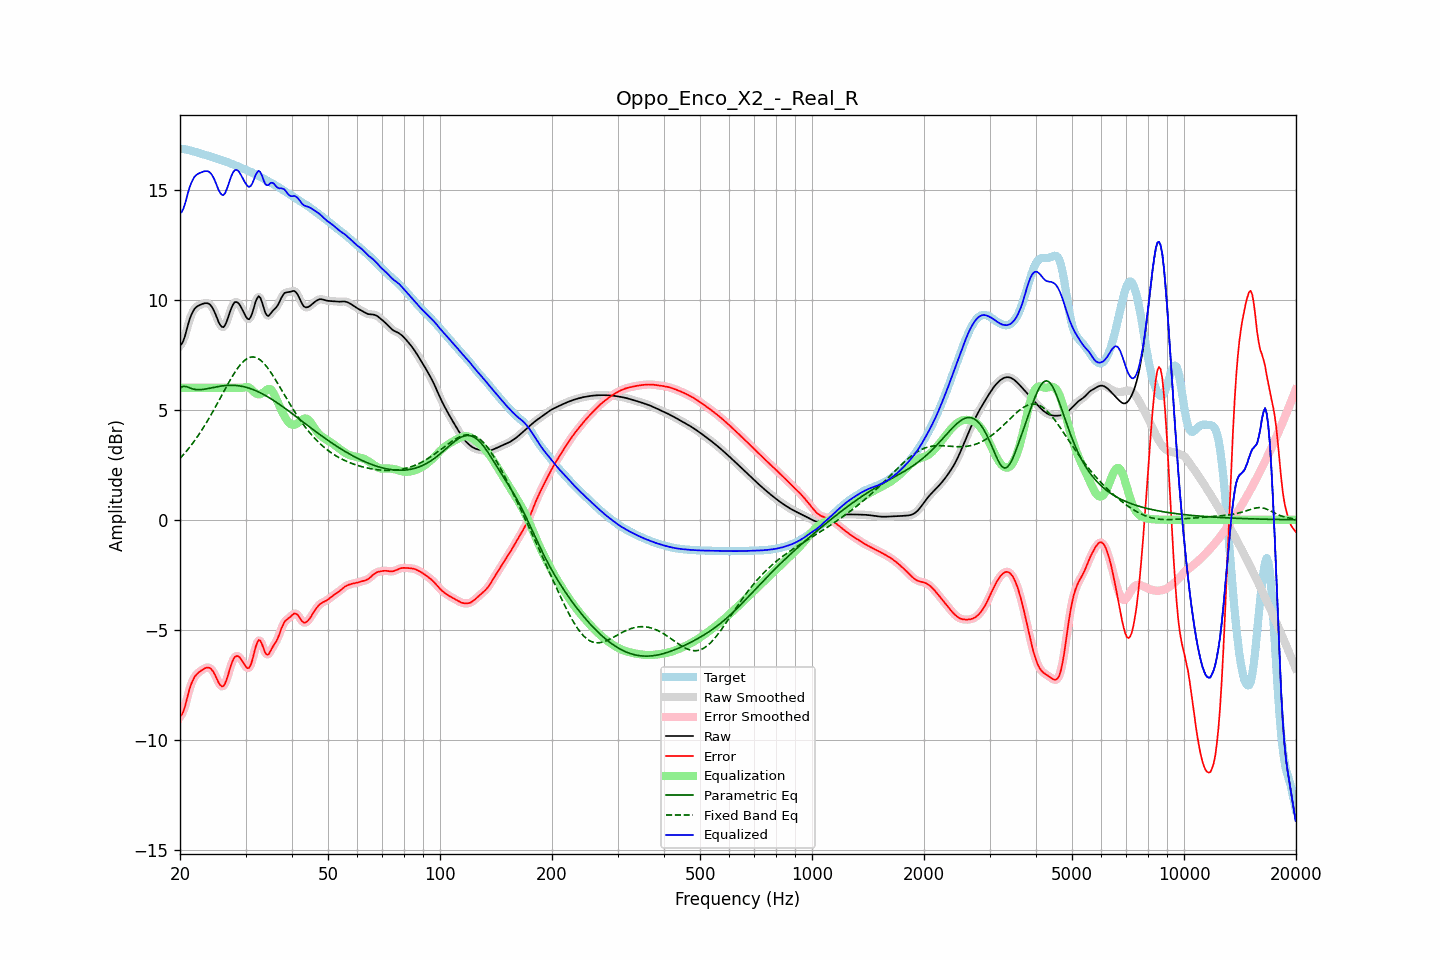 Oppo_Enco_X2_-_Real_R
Amplitude (dBr)
15
10
5
0
−5
−10
−15
Target
Raw Smoothed
Error Smoothed
Raw
Error
Equalization
Parametric Eq
Fixed Band Eq
Equalized
20 50 100 200 500 1000 2000 5000 10000 20000
Frequency (Hz)